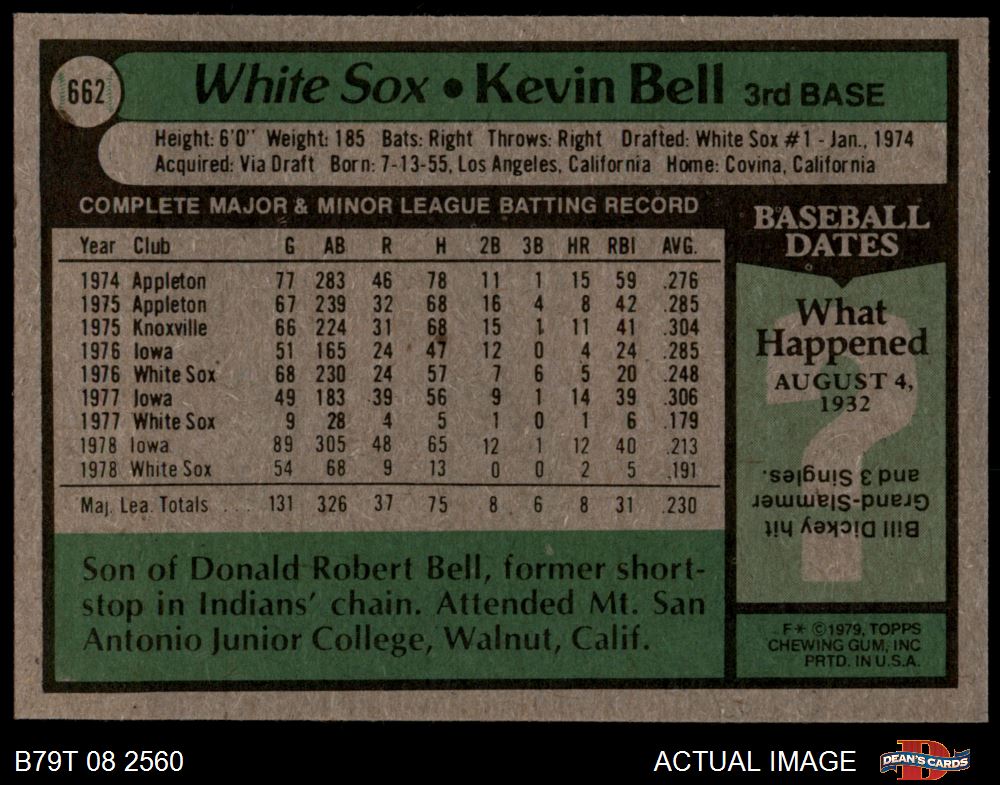 662
White Sox • Kevin Bell 3rd BASE
Height: 6'0" Weight: 185 Bats: Right Throws: Right Drafted: White Sox #1 - Jan., 1974
Acquired: Via Draft Born: 7-13-55, Los Angeles, California Home: Covina, California
COMPLETE MAJOR & MINOR LEAGUE BATTING RECORD
Year Club G AB R H 2B 3B HR RBI AVG.
1974 Appleton 77 283 46 78 11 1 15 59 .276
1975 Appleton 67 239 32 68 16 4 8 42 .285
1975 Knoxville 66 224 31 68 15 1 11 41 .304
1976 Iowa 51 165 24 47 12 0 4 24 .285
1976 White Sox 68 230 24 57 7 6 5 20 .248
1977 Iowa 49 183 39 56 9 1 14 39 .306
1977 White Sox 9 28 4 5 1 0 1 6 .179
1978 Iowa 89 305 48 65 12 1 12 40 .213
1978 White Sox 54 68 9 13 0 0 2 5 .191
Maj. Lea. Totals . . . 131 326 37 75 8 6 8 31 .230
Son of Donald Robert Bell, former short-
stop in Indians' chain. Attended Mt. San
Antonio Junior College, Walnut, Calif.
BASEBALL
DATES
What
Happened
AUGUST 4,
1932
?
Bill Dickey hit
Grand-Slammer
and 3 Singles.
F* ©1979, TOPPS
CHEWING GUM, INC
PRTD. IN U.S.A.
B79T 08 2560
ACTUAL IMAGE
DEAN'S CARDS